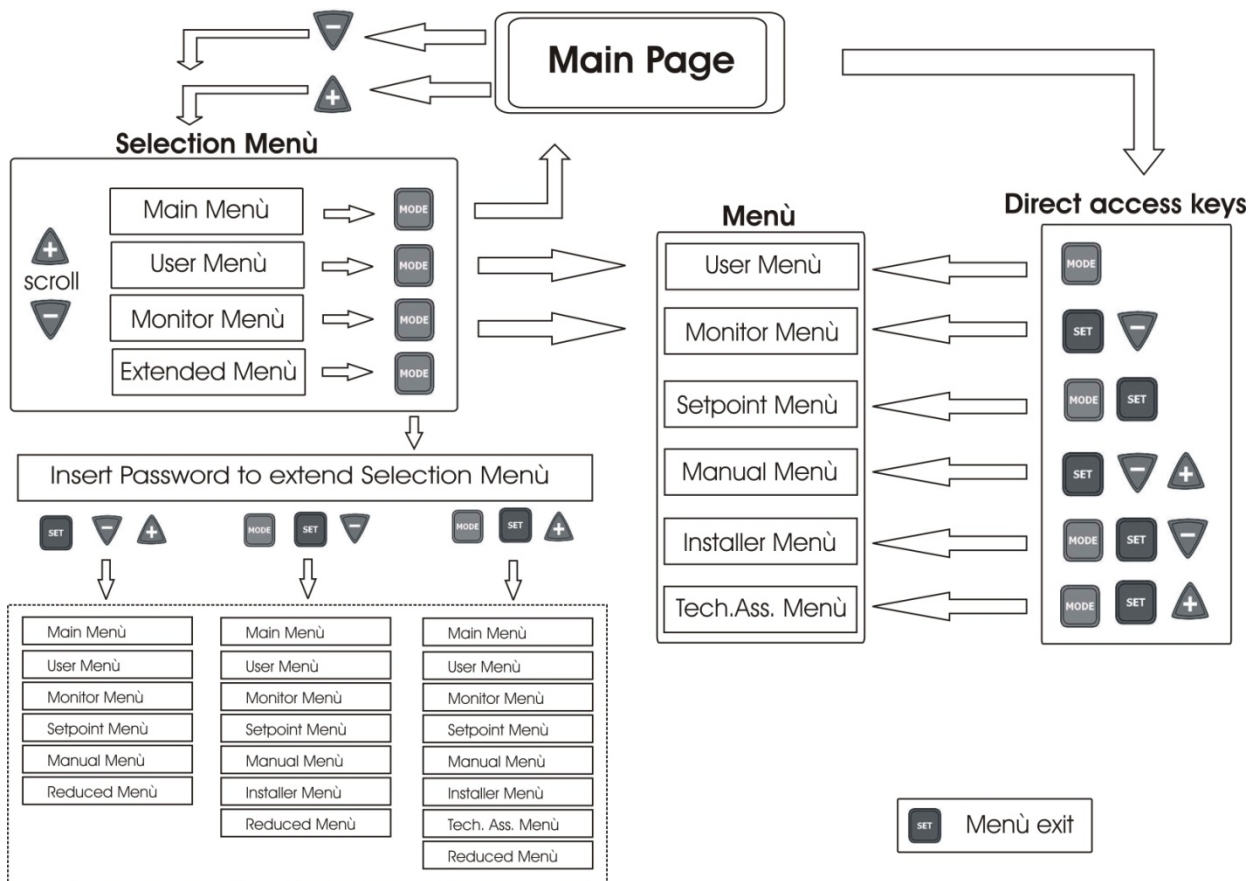 Main Page
Selection Menù
Main Menù
MODE
User Menù
MODE
scroll
Monitor Menù
MODE
Extended Menù
MODE
Insert Password to extend Selection Menù
SET
MODE
SET
MODE
SET
Main Menù
User Menù
Monitor Menù
Setpoint Menù
Manual Menù
Reduced Menù
Main Menù
User Menù
Monitor Menù
Setpoint Menù
Manual Menù
Installer Menù
Reduced Menù
Main Menù
User Menù
Monitor Menù
Setpoint Menù
Manual Menù
Installer Menù
Tech. Ass. Menù
Reduced Menù
Menù
User Menù
Monitor Menù
Setpoint Menù
Manual Menù
Installer Menù
Tech.Ass. Menù
Direct access keys
MODE
SET
MODE SET
SET
MODE SET
MODE SET
SET Menù exit